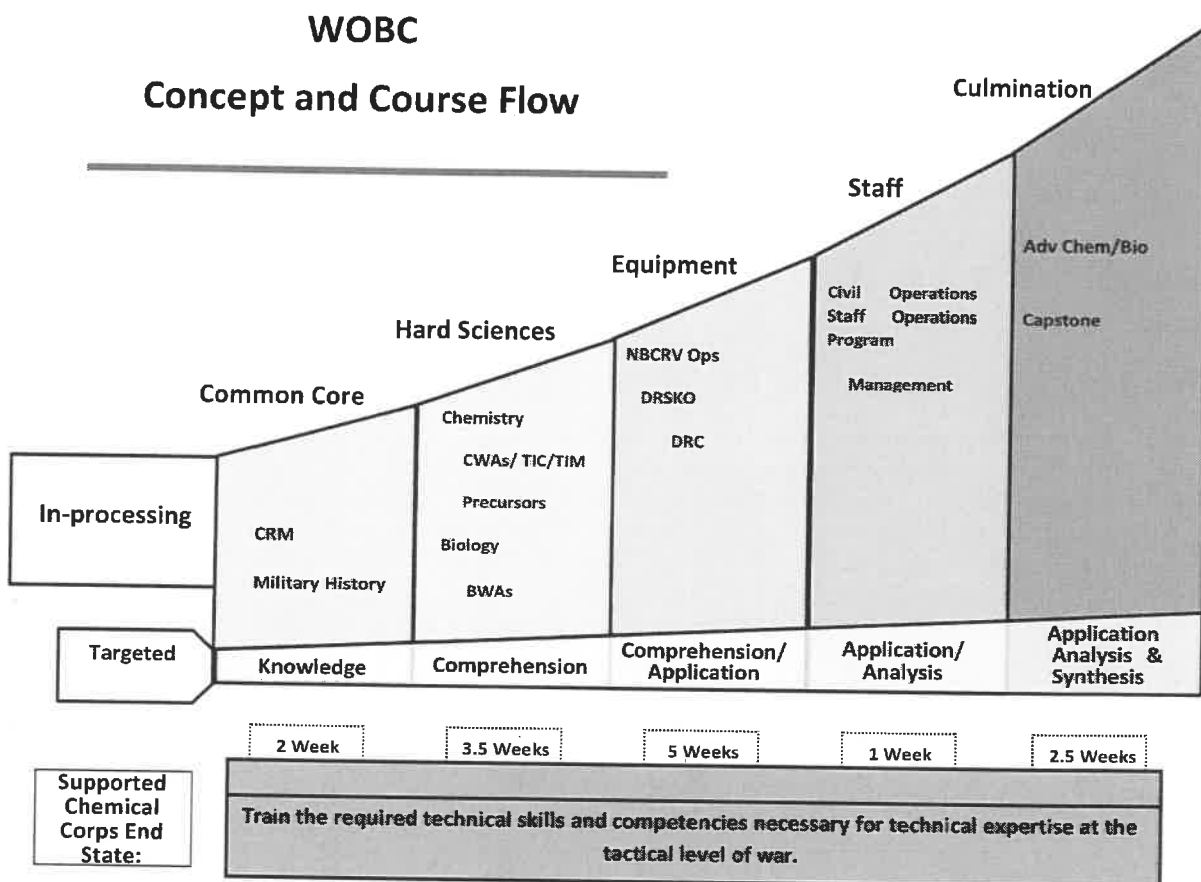 WOBC
Concept and Course Flow
Culmination
Staff
Equipment
Hard Sciences
Common Core
In-processing
CRM
Military History
Chemistry
CWAs/ TIC/TIM
Precursors
Biology
BWAs
NBCRV Ops
DRSKO
DRC
Civil Operations
Staff Operations
Program
Management
Adv Chem/Bio
Capstone
Targeted
Knowledge
Comprehension
Comprehension/
Application
Application/
Analysis
Application
Analysis &
Synthesis
2 Week
3.5 Weeks
5 Weeks
1 Week
2.5 Weeks
Supported
Chemical
Corps End
State:
Train the required technical skills and competencies necessary for technical expertise at the
tactical level of war.